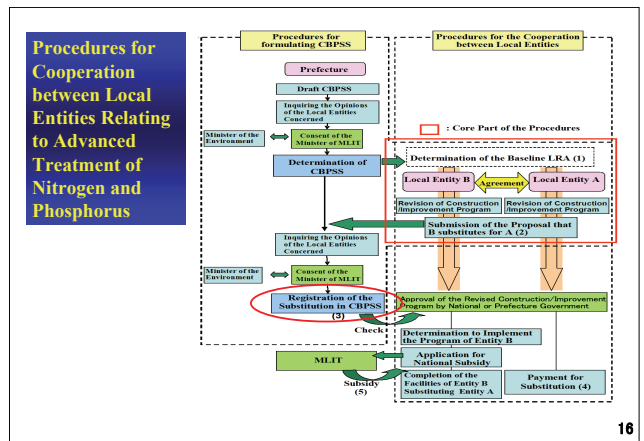 Procedures for
Cooperation
between Local
Entities Relating
to Advanced
Treatment of
Nitrogen and
Phosphorus
Procedures for
formulating CBPSS
Prefecture
Draft CBPSS
Inquiring the Opinions
of the Local Entities
Concerned
Minister of the
Environment
Consent of the
Minister of MLIT
Determination of
CBPSS
Inquiring the Opinions
of the Local Entities
Concerned
Minister of the
Environment
Consent of the
Minister of MLIT
Registration of the
Substitution in CBPSS
(3)
Check
MLIT
Subsidy
(5)
Procedures for the Cooperation
between Local Entities
: Core Part of the Procedures
Determination of the Baseline LRA (1)
Local Entity B
Agreement
Local Entity A
Revision of Construction
/Improvement Program
Revision of Construction
/Improvement Program
Submission of the Proposal that
B substitutes for A (2)
Approval of the Revised Construction/Improvement
Program by National or Prefecture Government
Determination to Implement
the Program of Entity B
Application for
National Subsidy
Completion of the
Facilities of Entity B
Substituting Entity A
Payment for
Substitution (4)
16